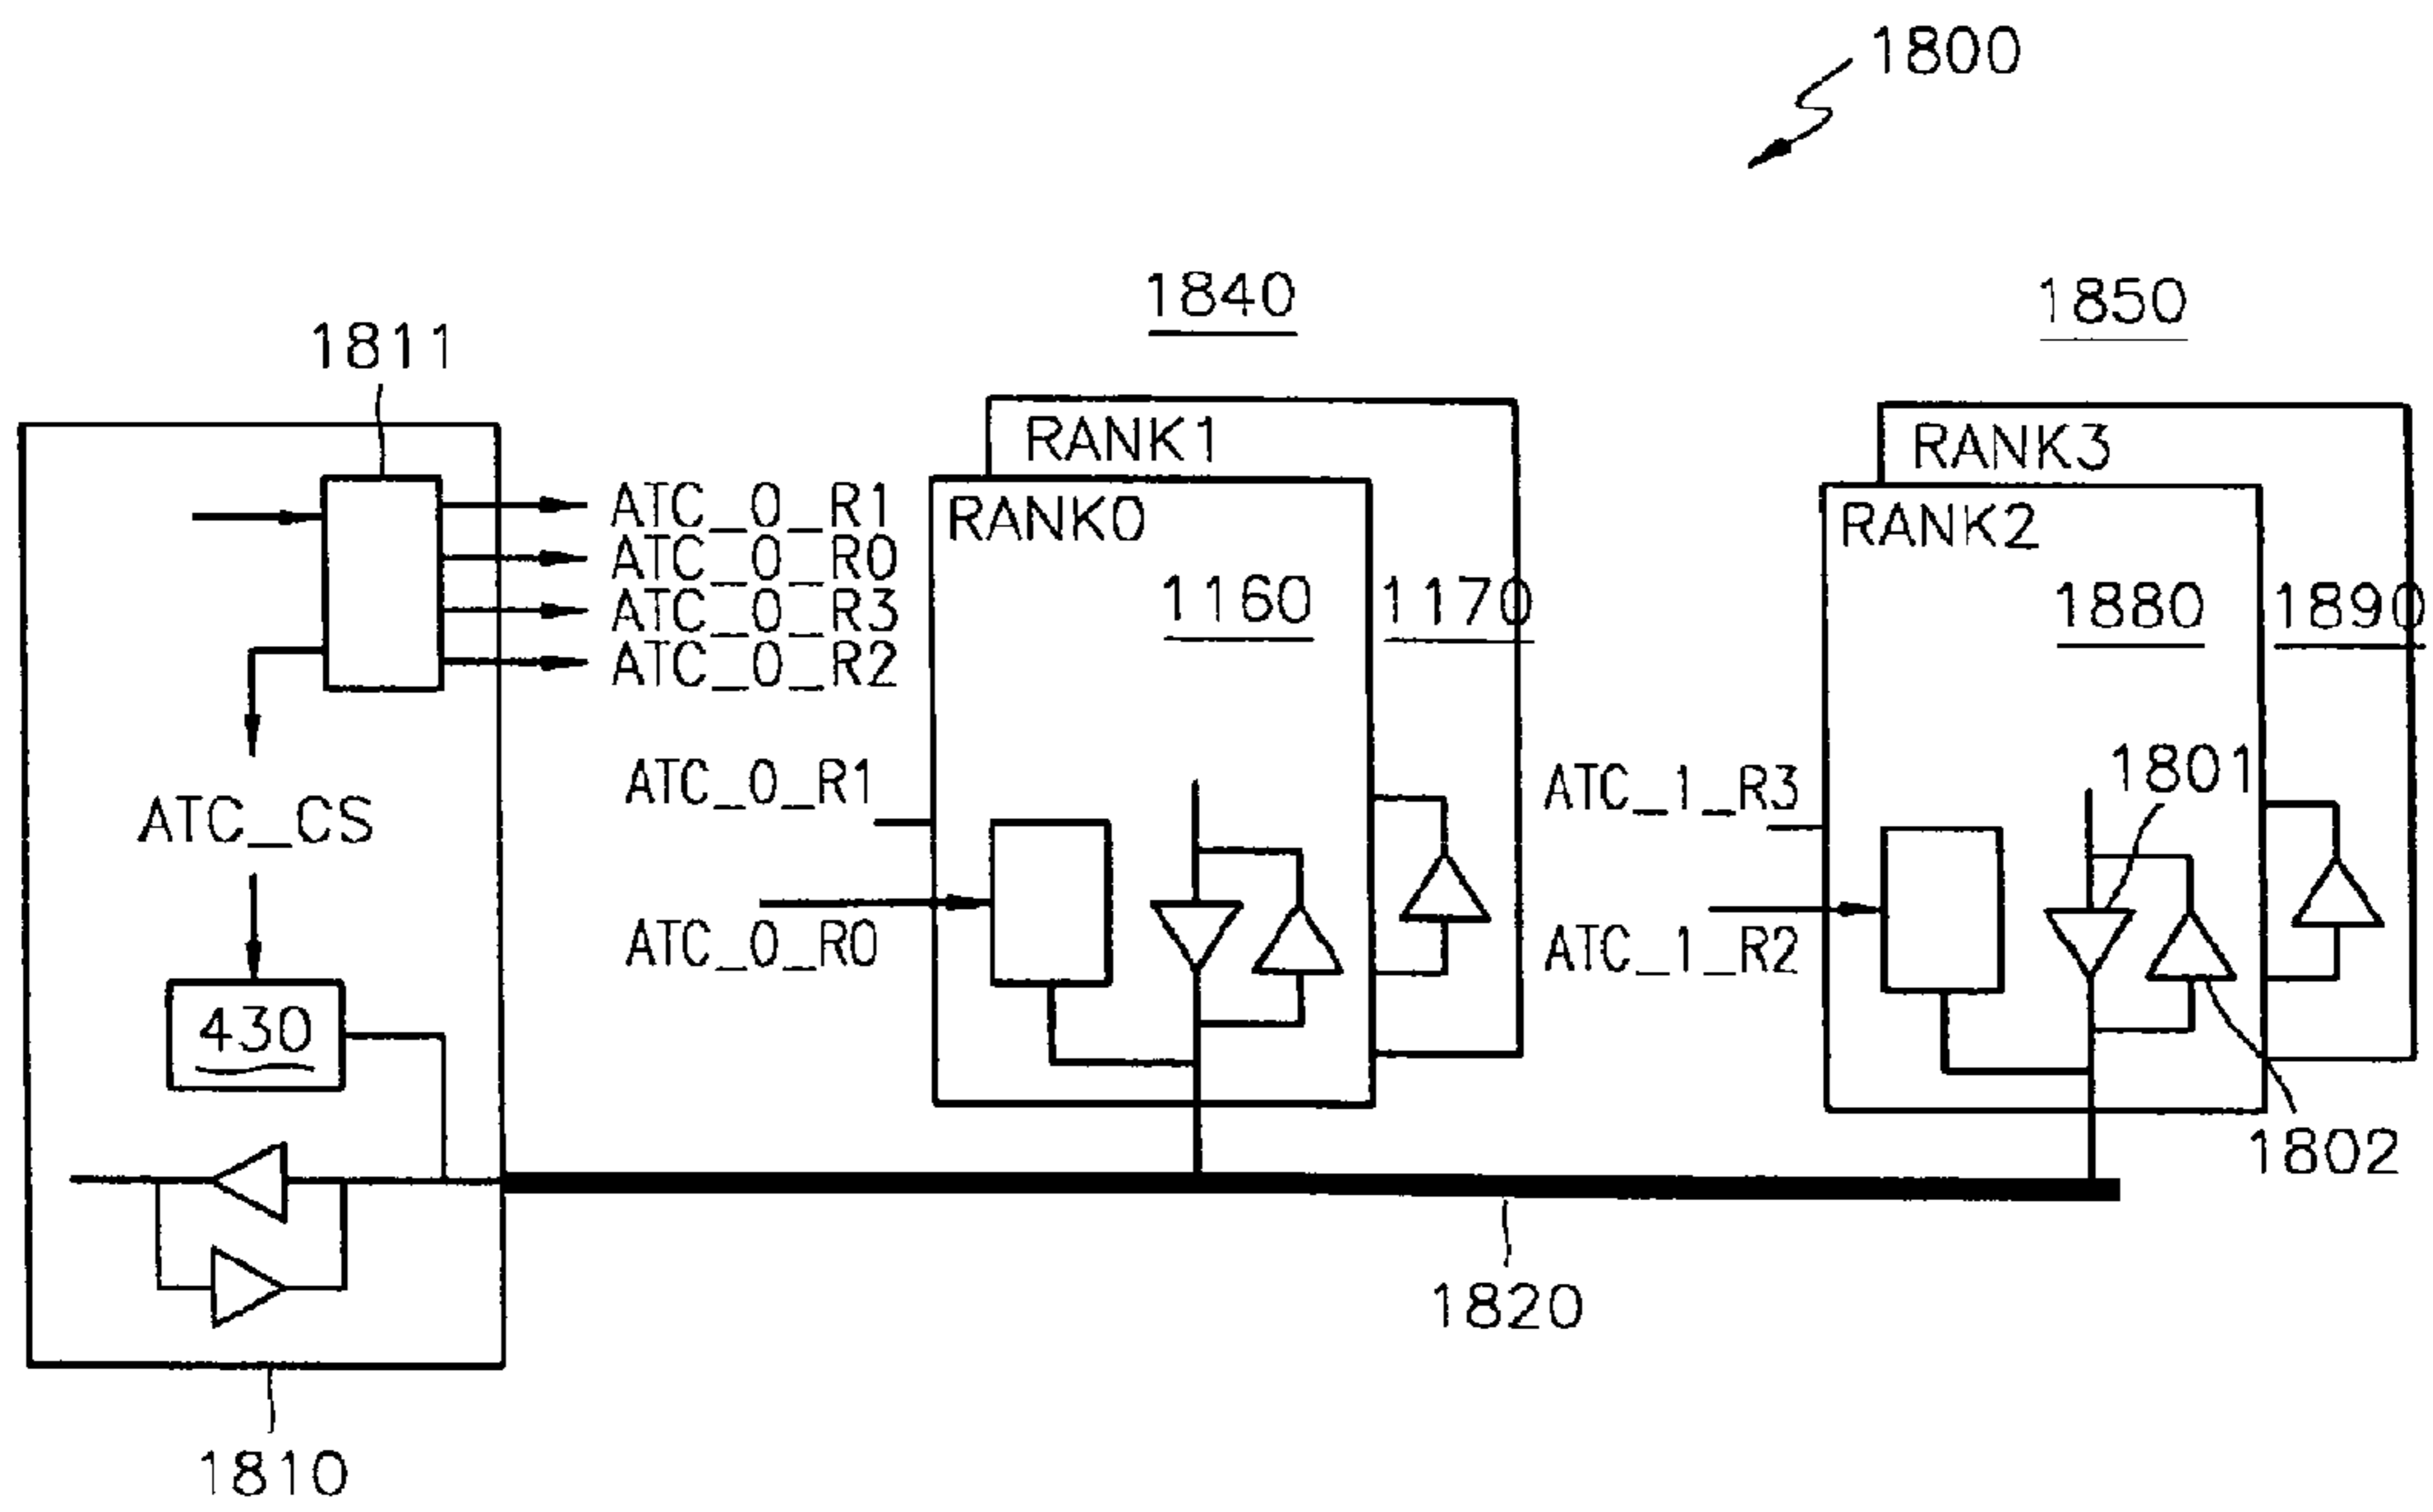 1800
1840
1850
1811
RANK1
RANK3
RANK0
RANK2
ATC_0_R1
ATC_0_R0
ATC_0_R3
ATC_0_R2
1160
1170
1880
1890
ATC_CS
ATC_0_R1
ATC_0_R0
ATC_1_R3
ATC_1_R2
1801
430
1802
1820
1810